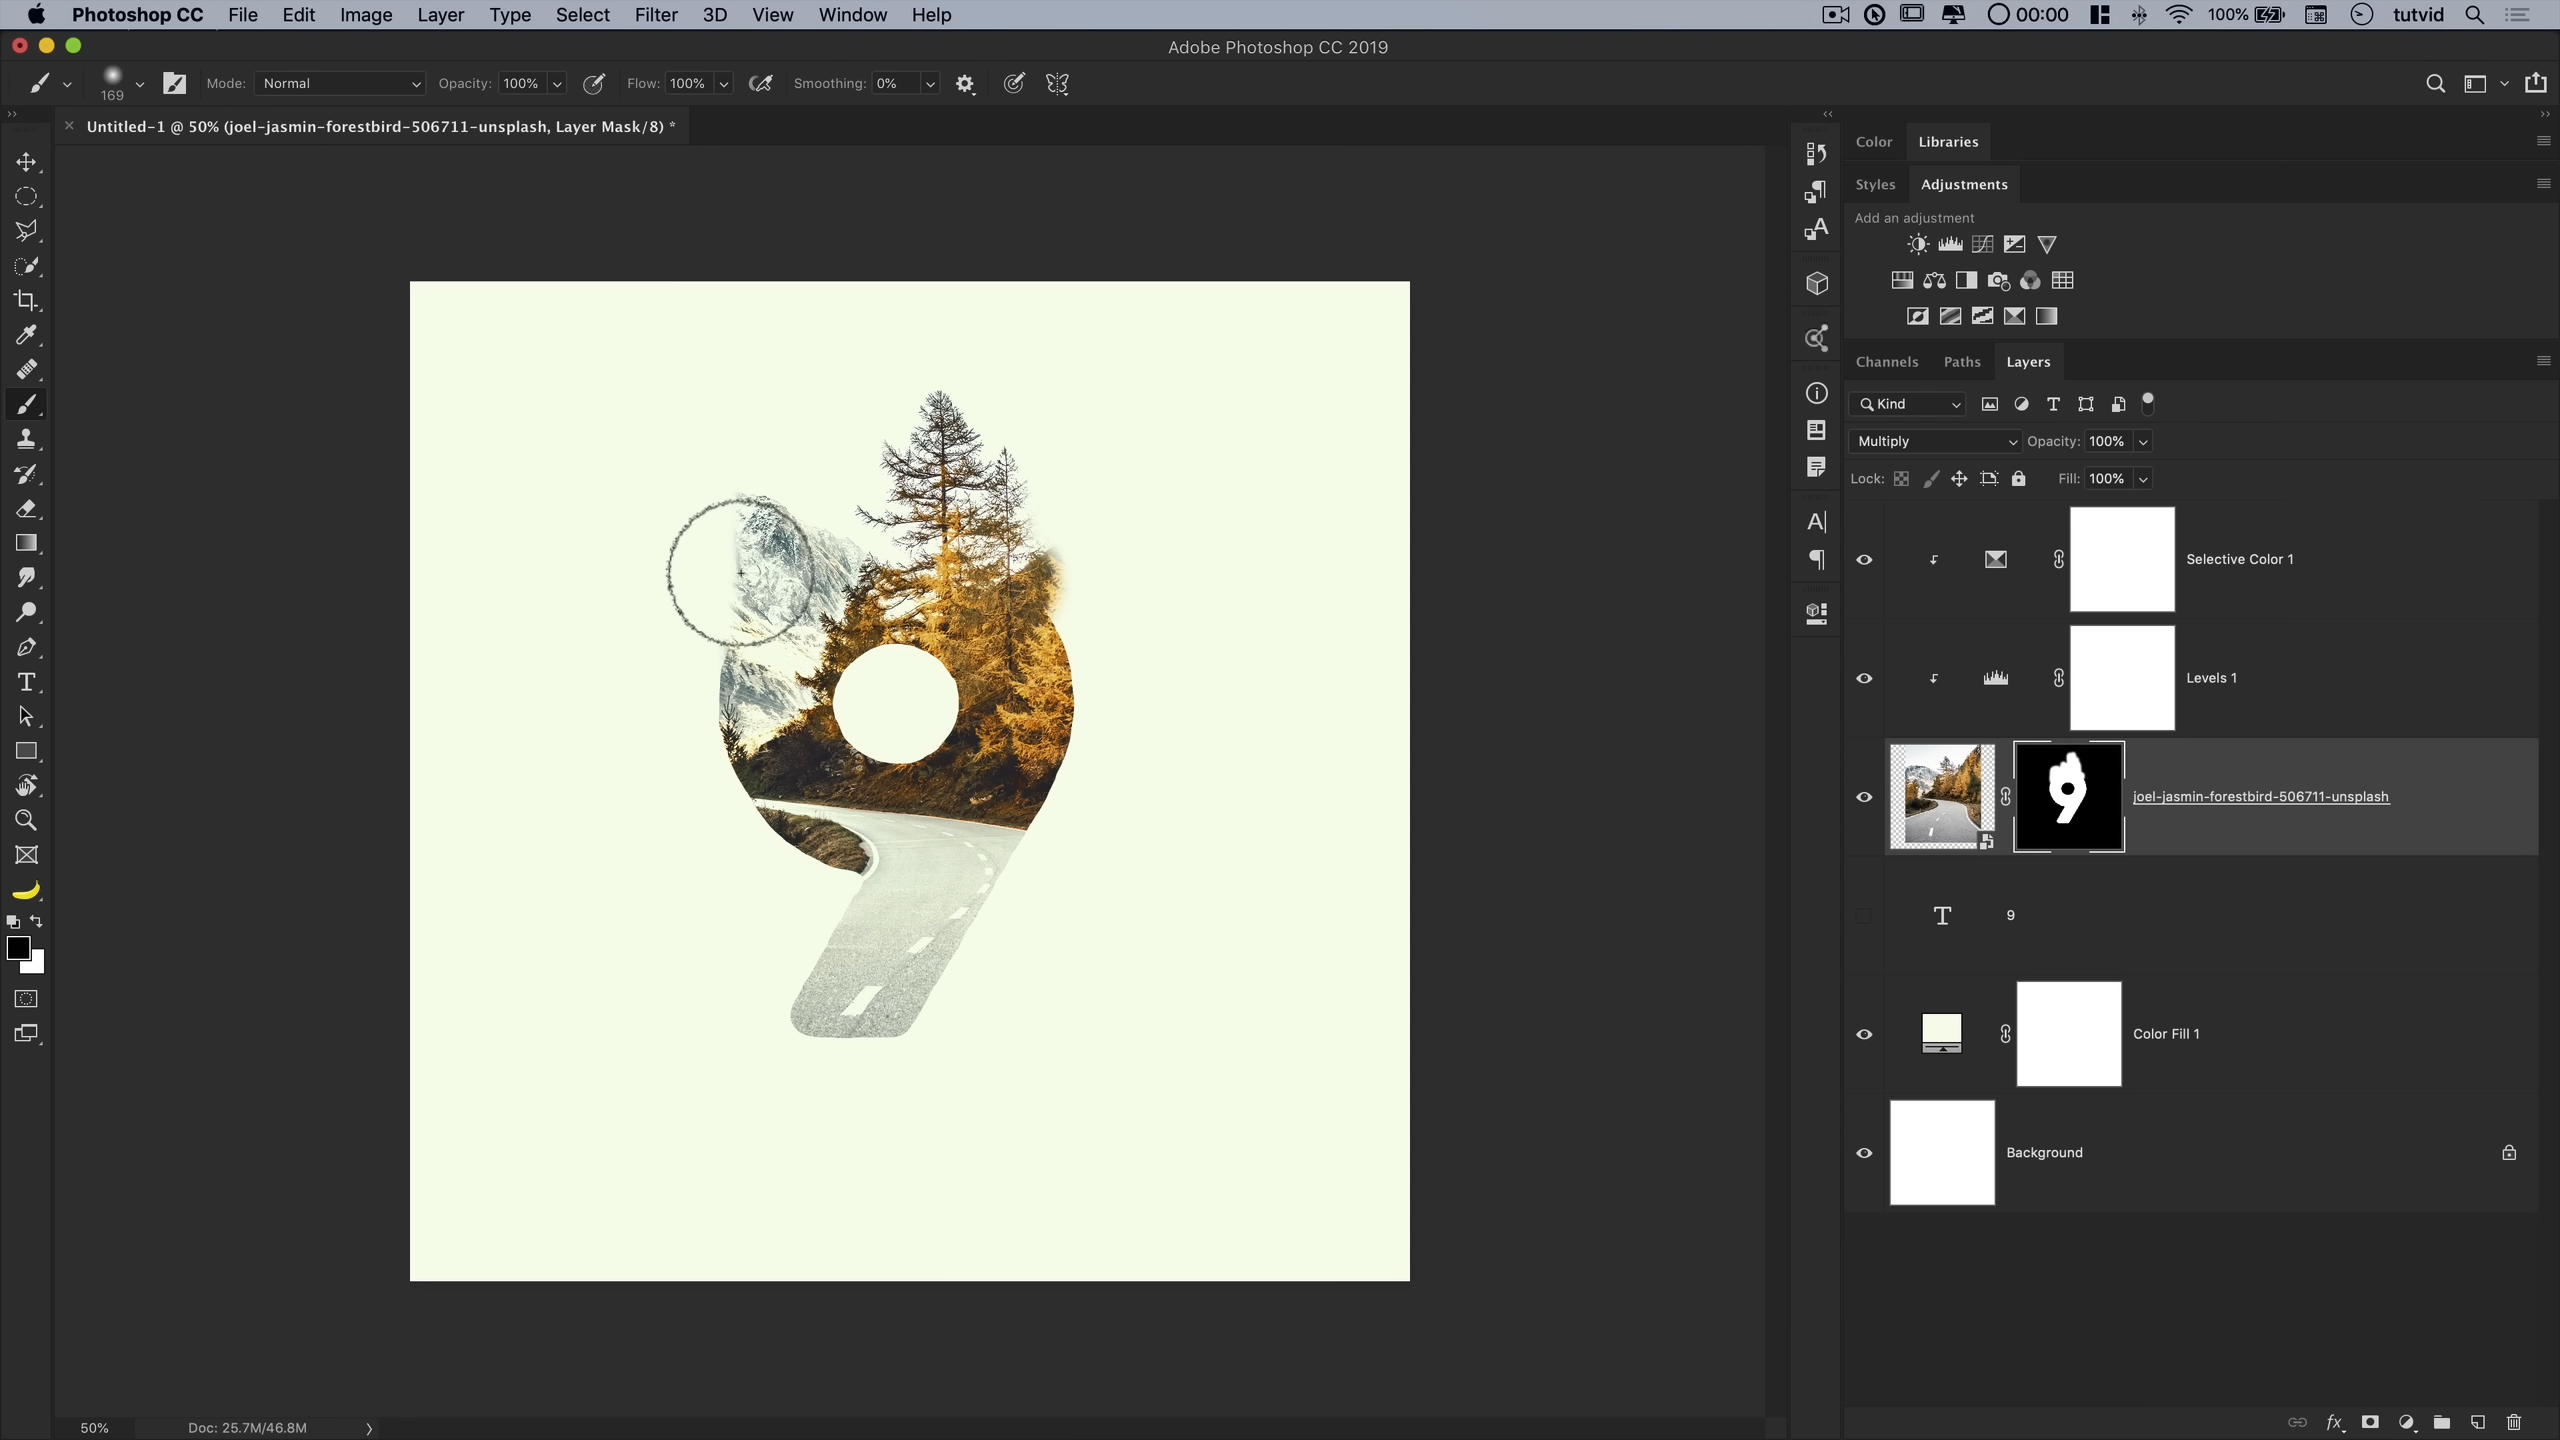 Photoshop CC File Edit Image Layer Type Select Filter 3D View Window Help 00:00 100% tutvid
Adobe Photoshop CC 2019
169 Mode: Normal Opacity: 100% Flow: 100% Smoothing: 0%
Untitled-1 @ 50% (joel-jasmin-forestbird-506711-unsplash, Layer Mask/8) *
Color Libraries
Styles Adjustments
Add an adjustment
Channels Paths Layers
Kind
Multiply Opacity: 100%
Lock: Fill: 100%
Selective Color 1
Levels 1
joel-jasmin-forestbird-506711-unsplash
9
Color Fill 1
Background
9
50% Doc: 25.7M/46.8M
fx